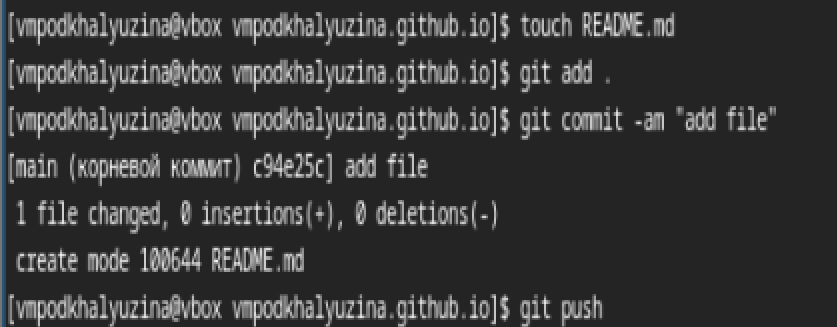 [vmpodkhalyuzina@vbox vmpodkhalyuzina.github.io]$ touch README.md
[vmpodkhalyuzina@vbox vmpodkhalyuzina.github.io]$ git add .
[vmpodkhalyuzina@vbox vmpodkhalyuzina.github.io]$ git commit -am "add file"
[main (корневой коммит) c94e25c] add file
 1 file changed, 0 insertions(+), 0 deletions(-)
 create mode 100644 README.md
[vmpodkhalyuzina@vbox vmpodkhalyuzina.github.io]$ git push